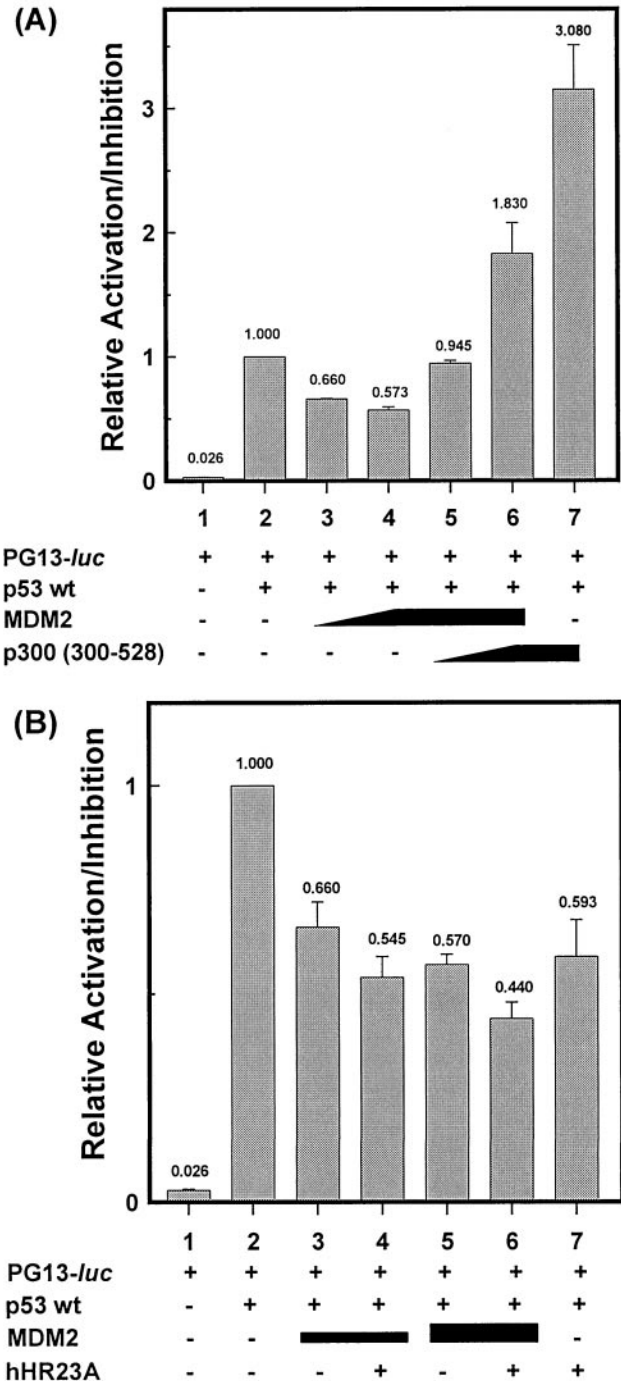 (A)
Relative Activation/Inhibition
3
2
1
0
0.026
1.000
0.660
0.573
0.945
1.830
3.080
1 2 3 4 5 6 7
PG13-luc + + + + + + +
p53 wt - + + + + + +
MDM2 - - -
p300 (300-528) - - - -
(B)
Relative Activation/Inhibition
1
0
0.026
1.000
0.660
0.545
0.570
0.440
0.593
1 2 3 4 5 6 7
PG13-luc + + + + + + +
p53 wt - + + + + + +
MDM2 - - -
hHR23A - - - + - + +